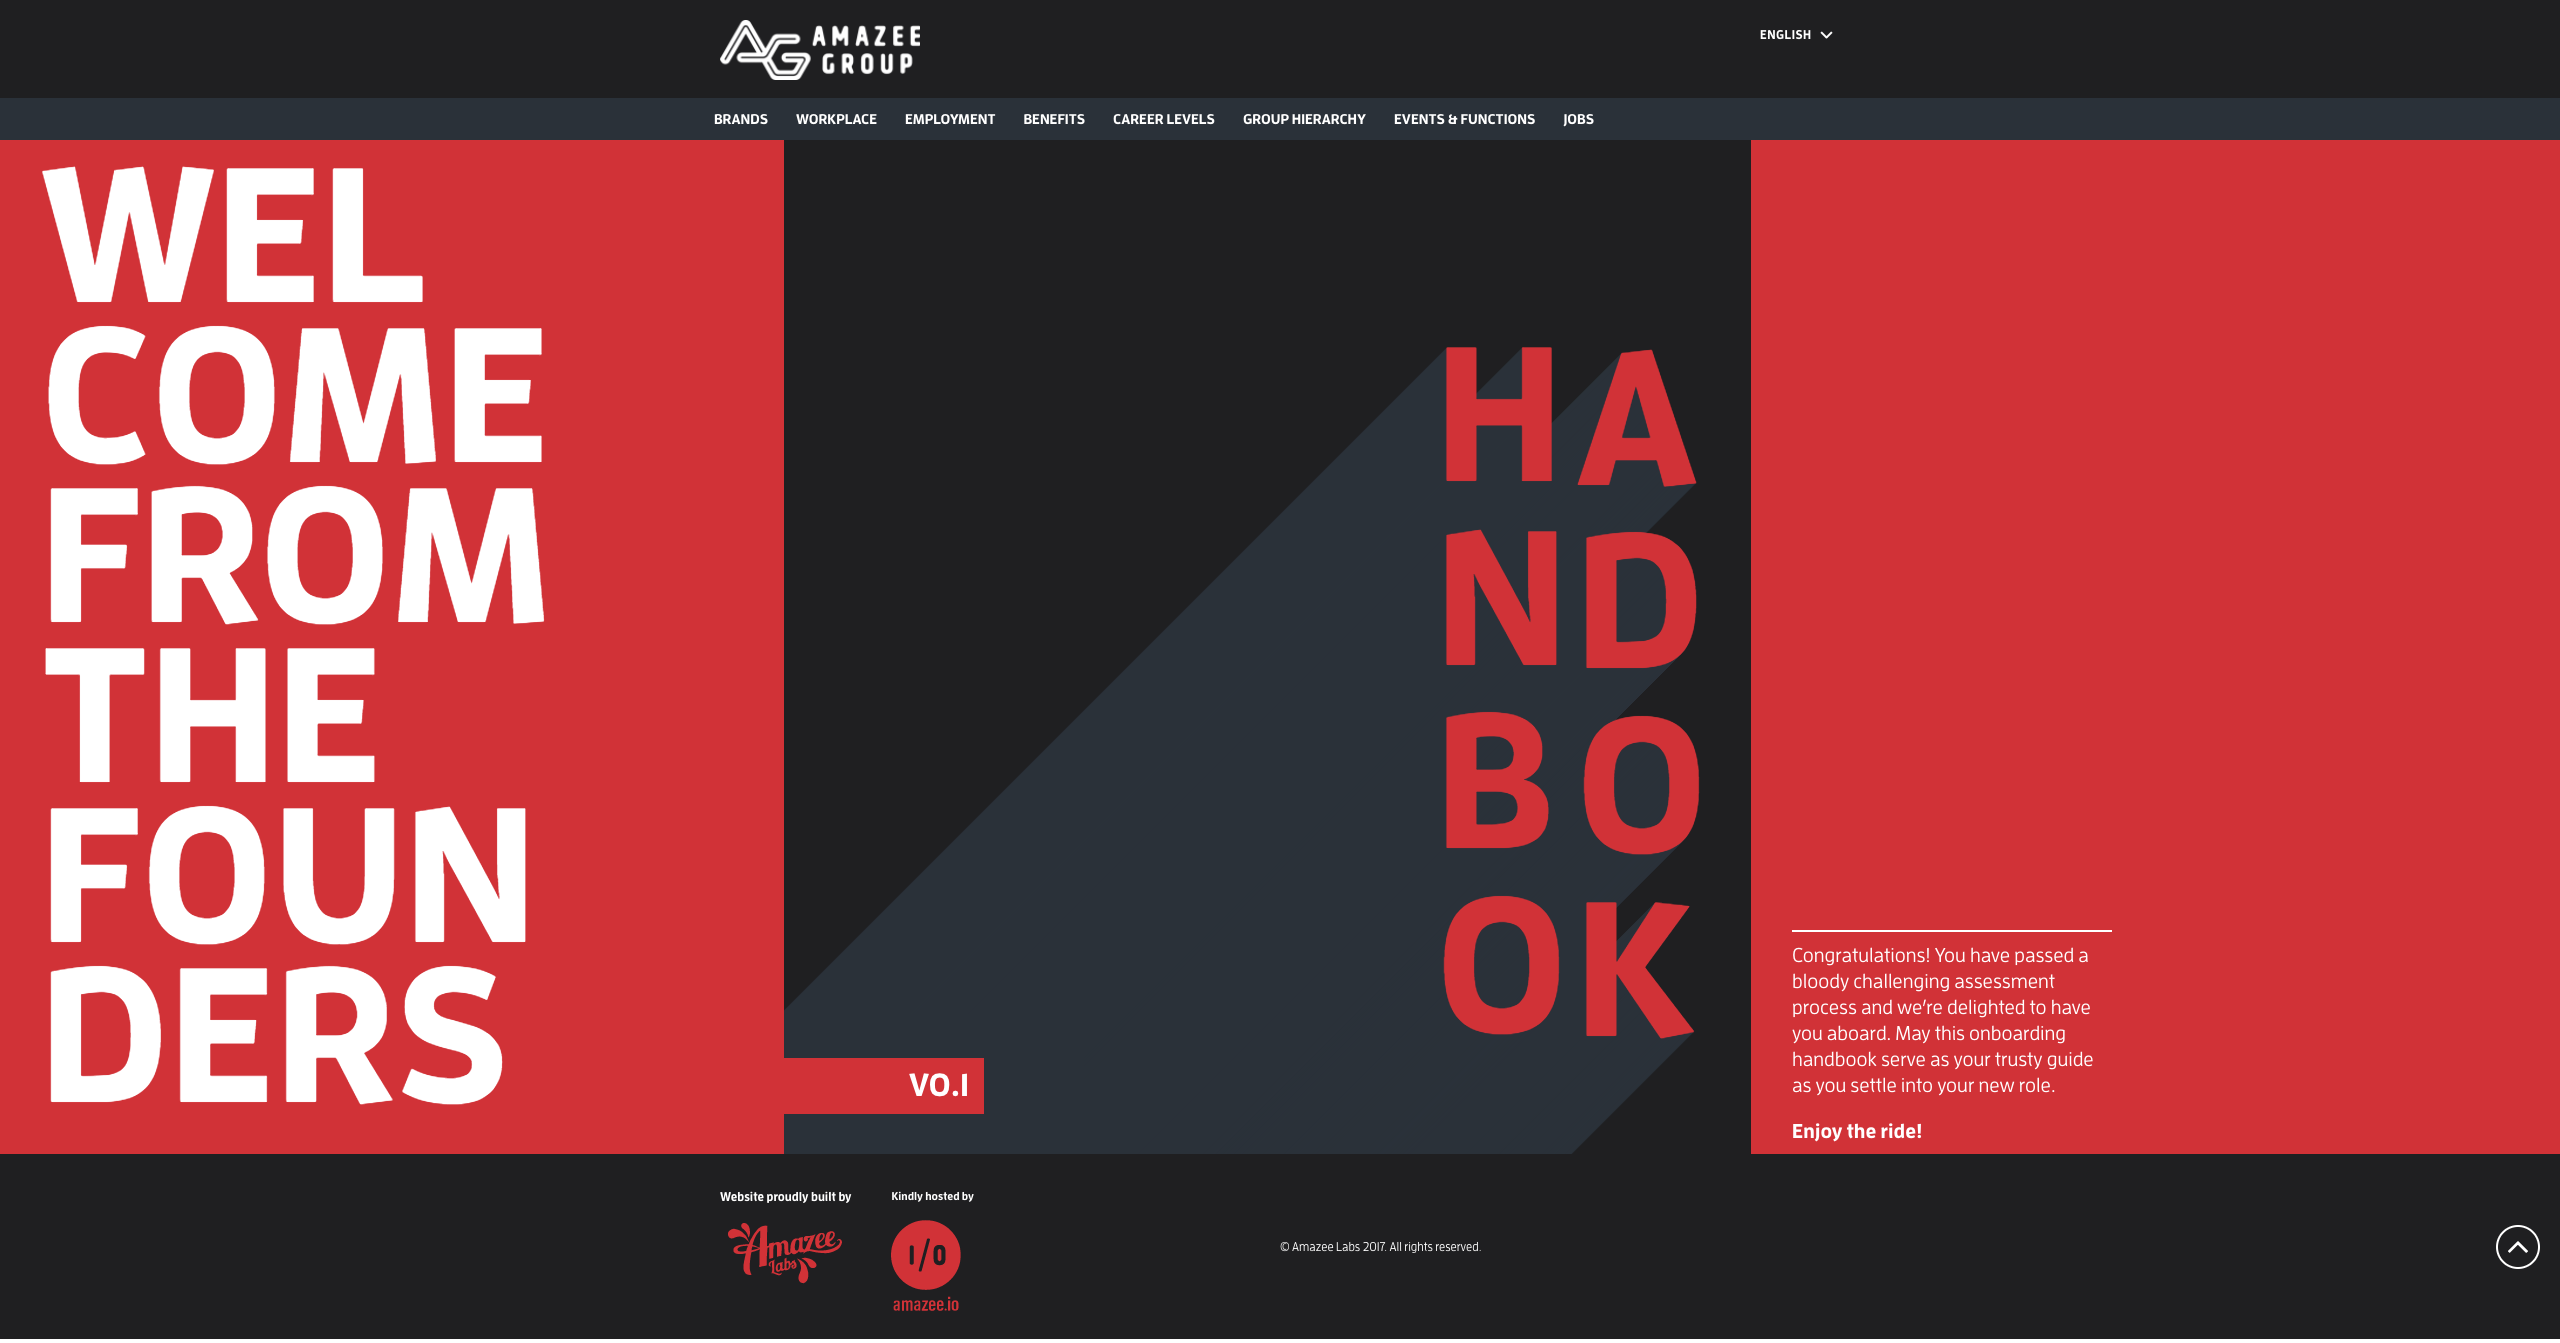 AMAZEE
GROUP
ENGLISH
BRANDS WORKPLACE EMPLOYMENT BENEFITS CAREER LEVELS GROUP HIERARCHY EVENTS & FUNCTIONS JOBS
WEL
COME
FROM
THE
FOUN
DERS
HA
ND
BO
OK
V0.1
Congratulations! You have passed a
bloody challenging assessment
process and we're delighted to have
you aboard. May this onboarding
handbook serve as your trusty guide
as you settle into your new role.
Enjoy the ride!
Website proudly built by
Amazee
Labs
Kindly hosted by
I/O
amazee.io
© Amazee Labs 2017. All rights reserved.